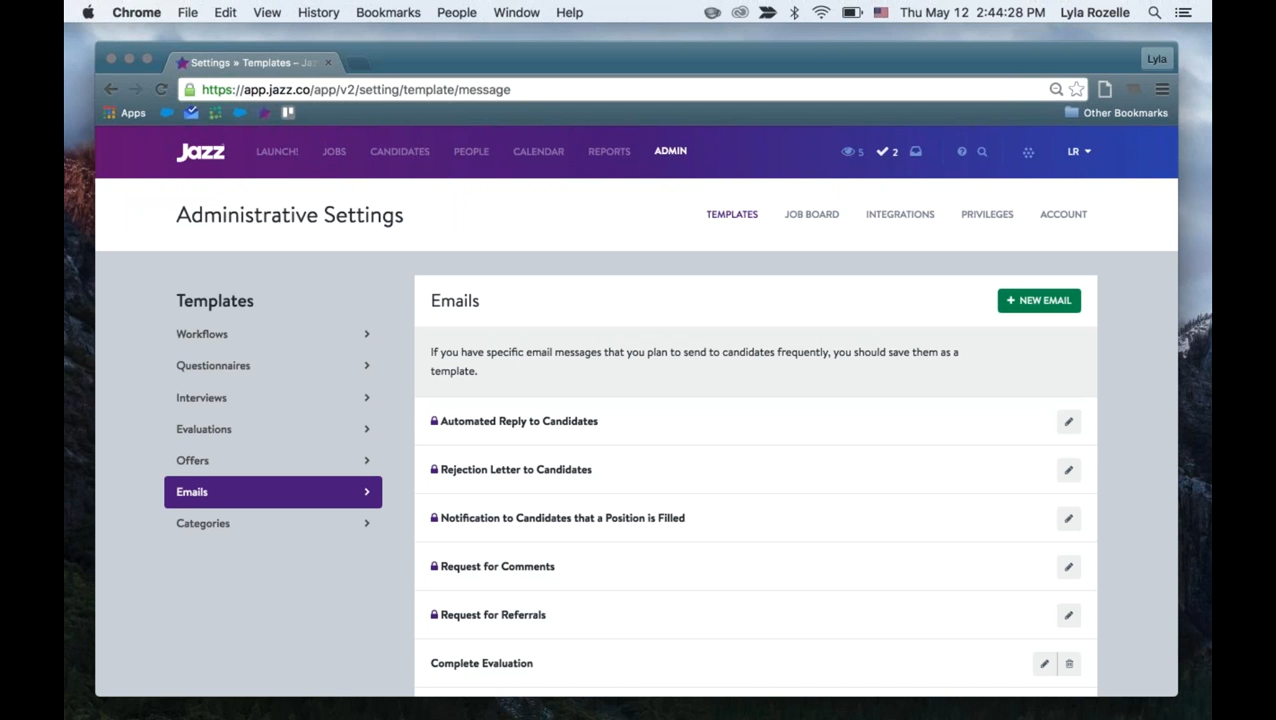 Chrome File Edit View History Bookmarks People Window Help Thu May 12 2:44:28 PM Lyla Rozelle
Settings » Templates – Jaz Lyla
https://app.jazz.co/app/v2/setting/template/message
Apps Other Bookmarks
Jazz LAUNCH! JOBS CANDIDATES PEOPLE CALENDAR REPORTS ADMIN 5 2 LR
Administrative Settings TEMPLATES JOB BOARD INTEGRATIONS PRIVILEGES ACCOUNT
Templates
Workflows
Questionnaires
Interviews
Evaluations
Offers
Emails
Categories
Emails + NEW EMAIL
If you have specific email messages that you plan to send to candidates frequently, you should save them as a
template.
Automated Reply to Candidates
Rejection Letter to Candidates
Notification to Candidates that a Position is Filled
Request for Comments
Request for Referrals
Complete Evaluation